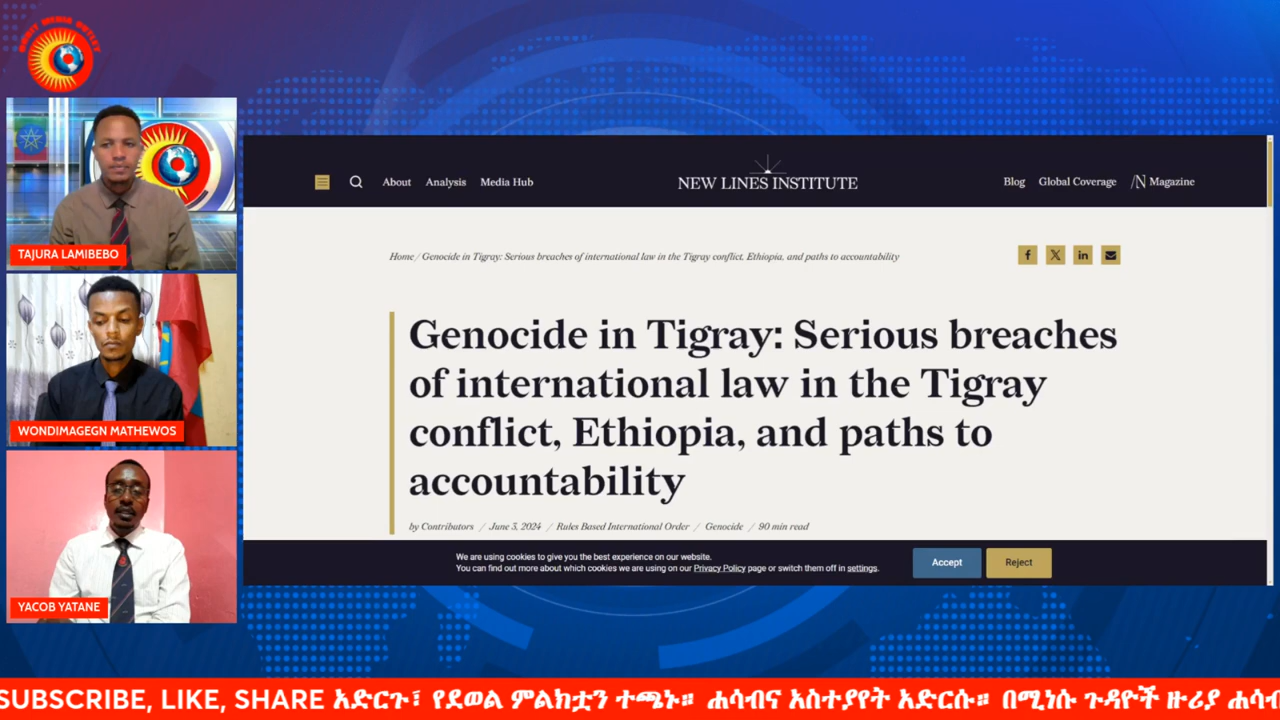 ORBIT MEDIA OUTLET
TAJURA LAMIBEBO
WONDIMAGEGN MATHEWOS
YACOB YATANE
About Analysis Media Hub
NEW LINES INSTITUTE
Blog Global Coverage /N Magazine
Home / Genocide in Tigray: Serious breaches of international law in the Tigray conflict, Ethiopia, and paths to accountability
Genocide in Tigray: Serious breaches
of international law in the Tigray
conflict, Ethiopia, and paths to
accountability
by Contributors / June 3, 2024 / Rules Based International Order / Genocide / 90 min read
We are using cookies to give you the best experience on our website.
You can find out more about which cookies we are using on our Privacy Policy page or switch them off in settings.
Accept
Reject
SUBSCRIBE, LIKE, SHARE አድርጉ፣ የደወል ምልክቷን ተጫኑ። ሐሳብና አስተያየት አድርሱ። በሚነሱ ጉዳዮች ዙሪያ ሐሳብ